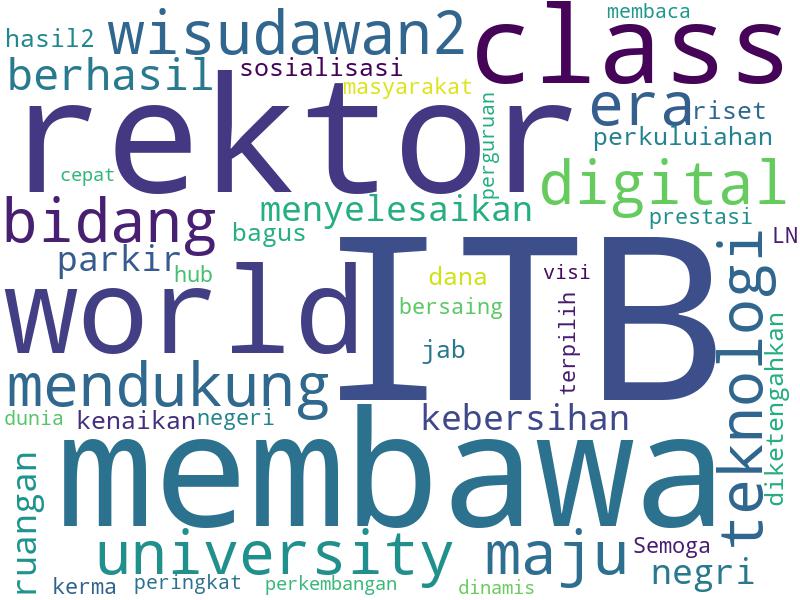 membaca
hasil2
wisudawan2
class
berhasil
sosialisasi
masyarakat
rektor
perguruan
era
riset
perkuluiahan
cepat
digital
bidang
menyelesaikan
bagus
prestasi
LN
parkir
hub
world
ITB
dana
visi
bersaing
terpilih
jab
teknologi
diketengahkan
mendukung
dunia
kenaikan
negeri
kebersihan
membawa
ruangan
university
maju
Semoga
negri
kerma
peringkat
perkembangan
dinamis